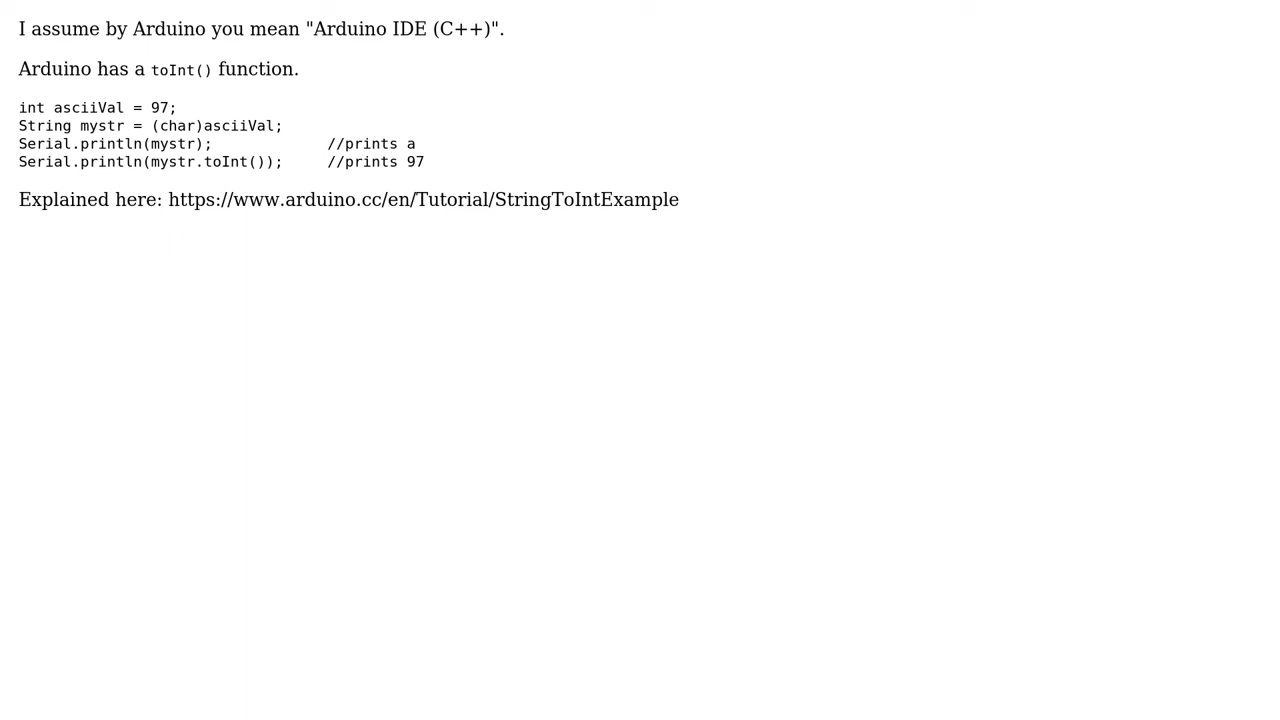 I assume by Arduino you mean "Arduino IDE (C++)".
Arduino has a toInt() function.
int asciiVal = 97;
String mystr = (char)asciiVal;
Serial.println(mystr);             //prints a
Serial.println(mystr.toInt());     //prints 97
Explained here: https://www.arduino.cc/en/Tutorial/StringToIntExample